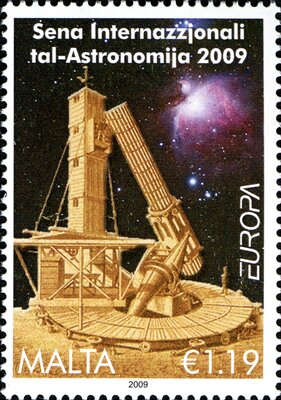 Sena Internazzjonali
tal-Astronomija 2009
EUROPA
MALTA €1.19
2009